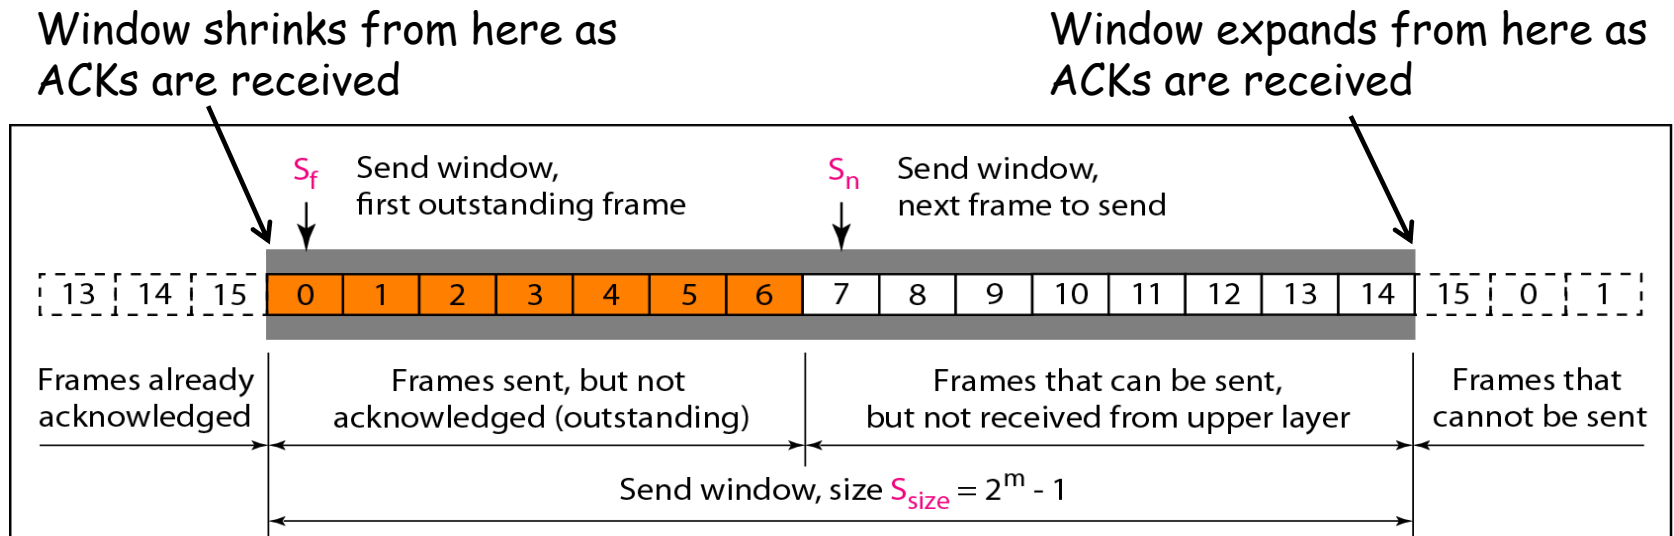 Window shrinks from here as
ACKs are received
Window expands from here as
ACKs are received
Sf
Send window,
first outstanding frame
Sn
Send window,
next frame to send
13 14 15 0 1 2 3 4 5 6 7 8 9 10 11 12 13 14 15 0 1
Frames already
acknowledged
Frames sent, but not
acknowledged (outstanding)
Frames that can be sent,
but not received from upper layer
Frames that
cannot be sent
Send window, size Ssize = 2^m - 1